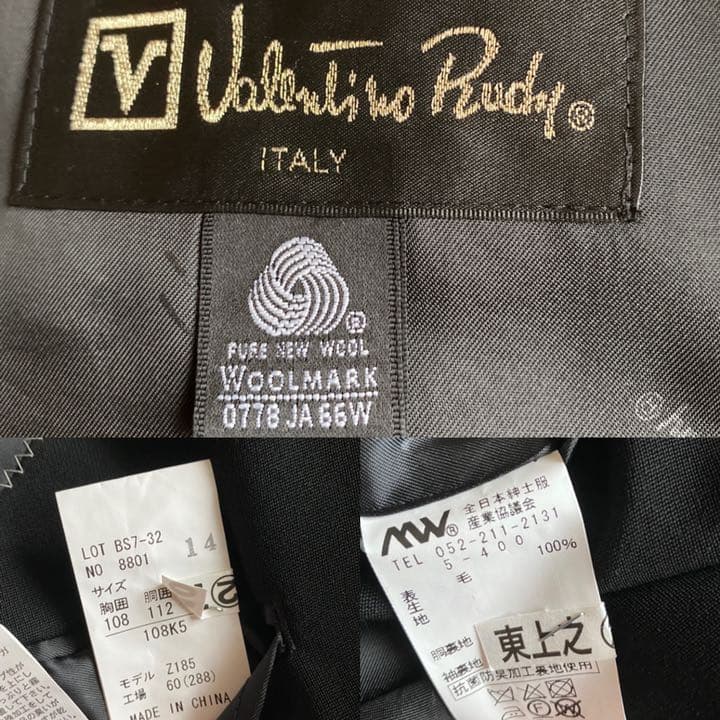 V Valentino Rudy®
ITALY
®
PURE NEW WOOL
WOOLMARK
0778 JA 66W
LOT BS7-32
NO 8801
14
サイズ
胸囲 胴囲
108 112
108K5
モデル Z185
工場 60(288)
MADE IN CHINA
MW® 全日本紳士服
産業協議会
TEL 052-211-2131
5-400
表生地 毛 100%
胴裏地
東上之
袖裏地
抗菌防臭加工裏地使用